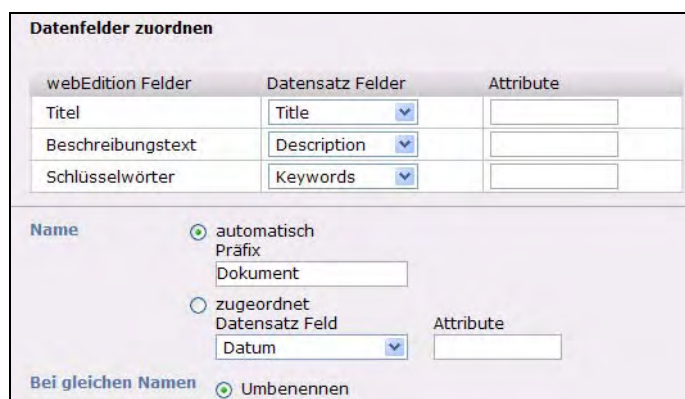 Datenfelder zuordnen
webEdition Felder Datensatz Felder Attribute
Titel Title
Beschreibungstext Description
Schlüsselwörter Keywords
Name automatisch
Präfix
Dokument
zugeordnet
Datensatz Feld Attribute
Datum
Bei gleichen Namen Umbenennen